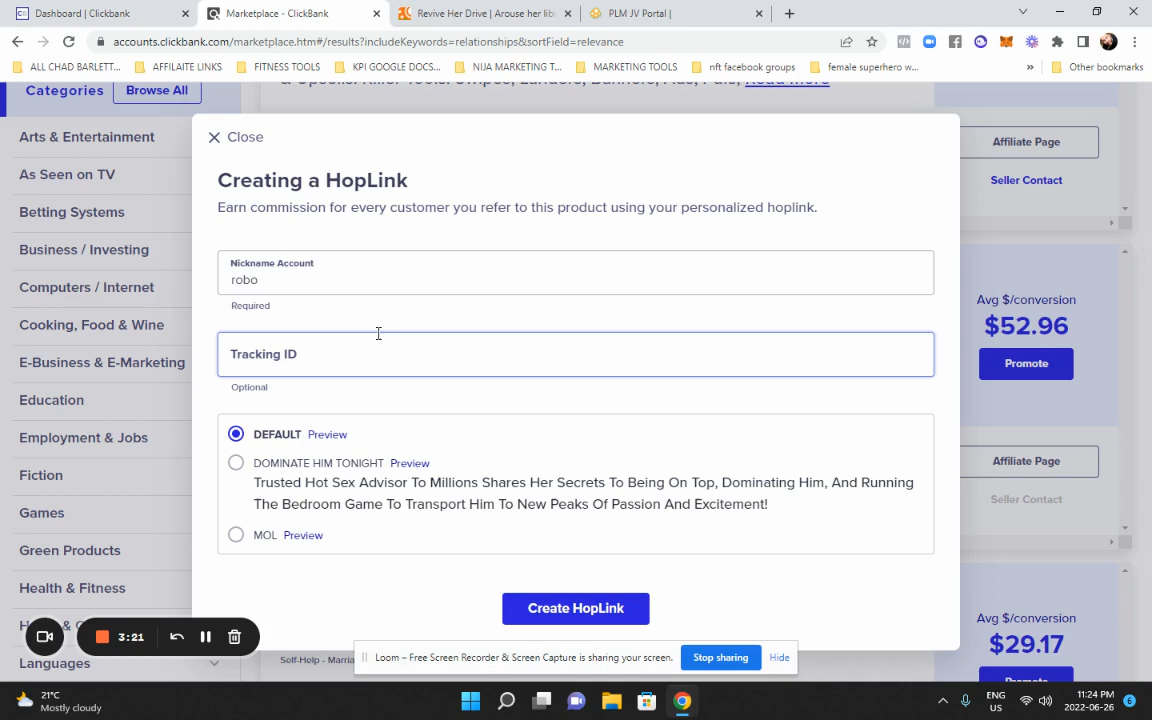 Dashboard | Clickbank
Marketplace - ClickBank
Revive Her Drive | Arouse her lib
PLM JV Portal |
accounts.clickbank.com/marketplace.htm#/results?includeKeywords=relationships&sortField=relevance
ALL CHAD BARLETT...
AFFILAITE LINKS
FITNESS TOOLS
KPI GOOGLE DOCS...
NIJA MARKETING T...
MARKETING TOOLS
nft facebook groups
female superhero w...
»
Other bookmarks
Categories
Browse All
Read More
Arts & Entertainment
As Seen on TV
Betting Systems
Business / Investing
Computers / Internet
Cooking, Food & Wine
E-Business & E-Marketing
Education
Employment & Jobs
Fiction
Games
Green Products
Health & Fitness
Languages
Close
Creating a HopLink
Earn commission for every customer you refer to this product using your personalized hoplink.
Nickname Account
robo
Required
Tracking ID
Optional
DEFAULT Preview
DOMINATE HIM TONIGHT Preview
Trusted Hot Sex Advisor To Millions Shares Her Secrets To Being On Top, Dominating Him, And Running
The Bedroom Game To Transport Him To New Peaks Of Passion And Excitement!
MOL Preview
Create HopLink
Affiliate Page
Seller Contact
Avg $/conversion
$52.96
Promote
Affiliate Page
Seller Contact
Avg $/conversion
$29.17
Promote
3:21
Self-Help - Marria
Loom – Free Screen Recorder & Screen Capture is sharing your screen.
Stop sharing
Hide
21°C
Mostly cloudy
ENG
US
11:24 PM
2022-06-26
6